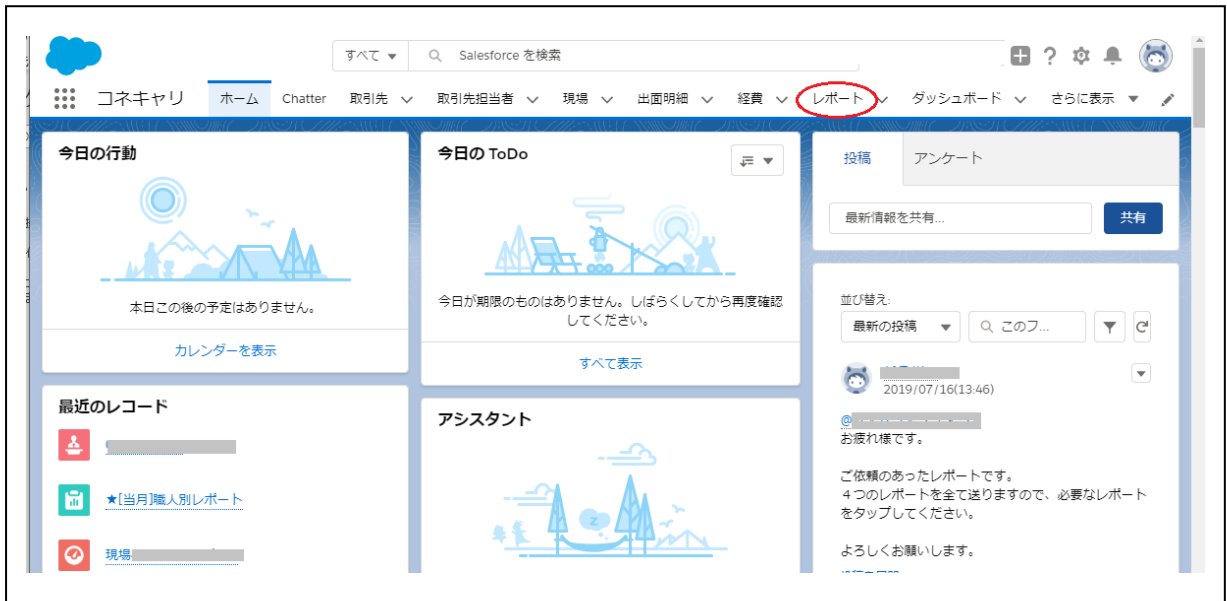 すべて
Salesforce を検索
コネキャリ ホーム Chatter 取引先 取引先担当者 現場 出面明細 経費 レポート ダッシュボード さらに表示
今日の行動
本日この後の予定はありません。
カレンダーを表示
最近のレコード
★[当月]職人別レポート
現場
今日の ToDo
今日が期限のものはありません。しばらくしてから再度確認
してください。
すべて表示
アシスタント
z
投稿 アンケート
最新情報を共有... 共有
並び替え:
最新の投稿 このフ...
2019/07/16(13:46)
@
お疲れ様です。
ご依頼のあったレポートです。
４つのレポートを全て送りますので、必要なレポート
をタップしてください。
よろしくお願いします。